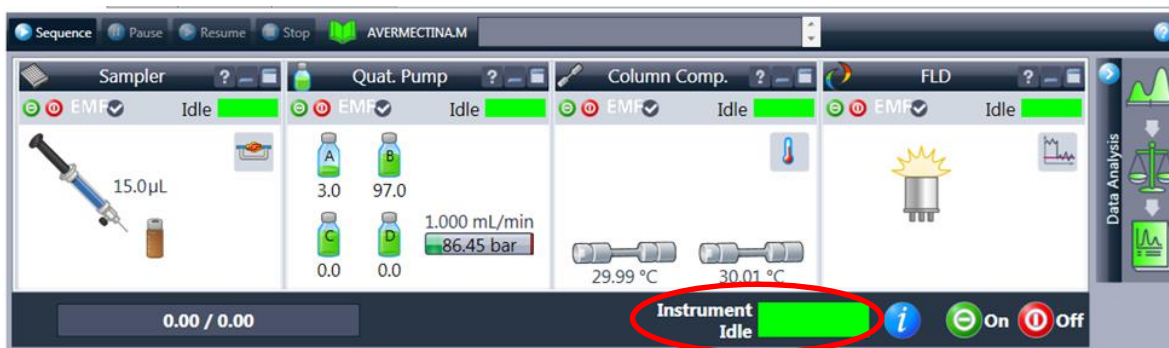 Sequence Pause Resume Stop AVERMECTINA.M
Sampler ? Quat. Pump ? Column Comp. ? FLD ?
EMF Idle EMF Idle EMF Idle EMF Idle
15.0µL
A B
3.0 97.0
C D
0.0 0.0
1.000 mL/min
86.45 bar
29.99 °C 30.01 °C
Data Analysis
0.00 / 0.00
Instrument
Idle
i
On Off